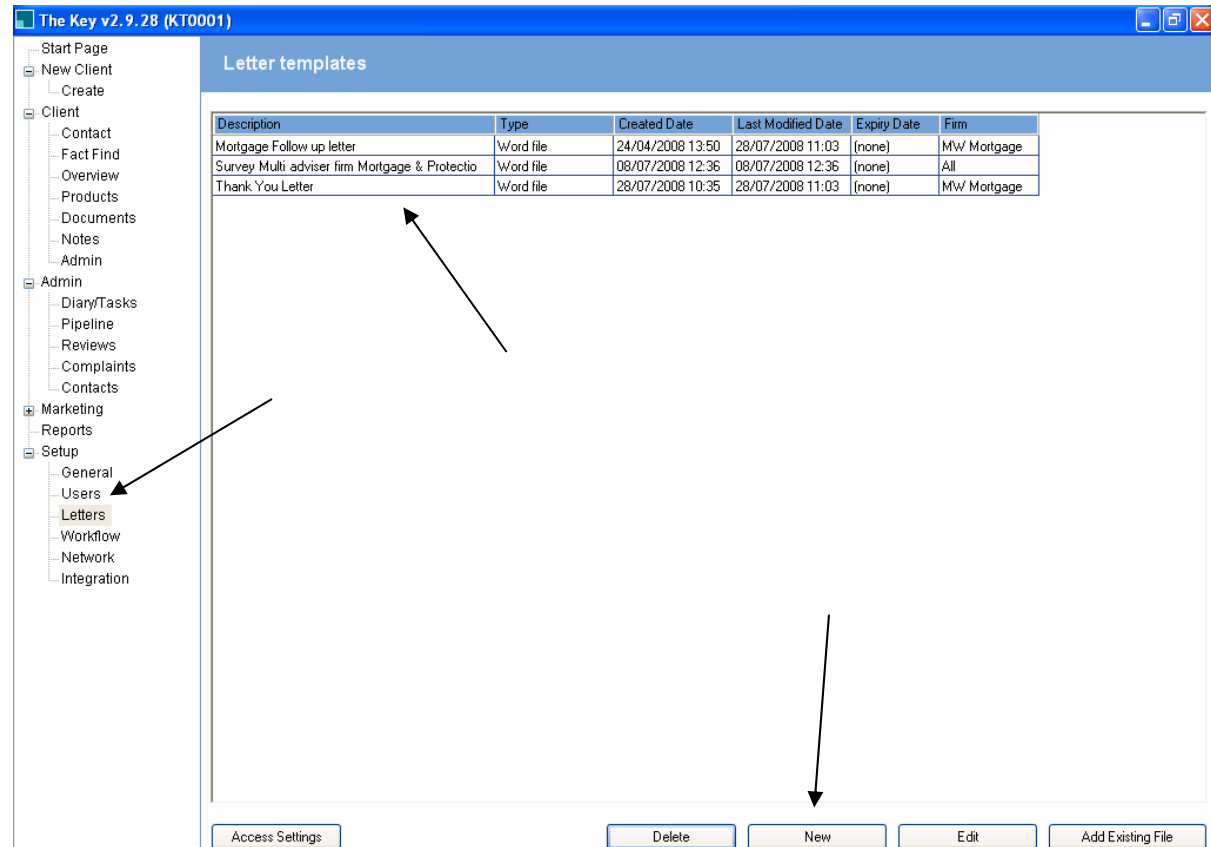 The Key v2.9.28 (KT0001)
Start Page
New Client
Create
Client
Contact
Fact Find
Overview
Products
Documents
Notes
Admin
Admin
Diary/Tasks
Pipeline
Reviews
Complaints
Contacts
Marketing
Reports
Setup
General
Users
Letters
Workflow
Network
Integration
Letter templates
Description Type Created Date Last Modified Date Expiry Date Firm
Mortgage Follow up letter Word file 24/04/2008 13:50 28/07/2008 11:03 (none) MW Mortgage
Survey Multi adviser firm Mortgage & Protectio Word file 08/07/2008 12:36 08/07/2008 12:36 (none) All
Thank You Letter Word file 28/07/2008 10:35 28/07/2008 11:03 (none) MW Mortgage
Access Settings Delete New Edit Add Existing File